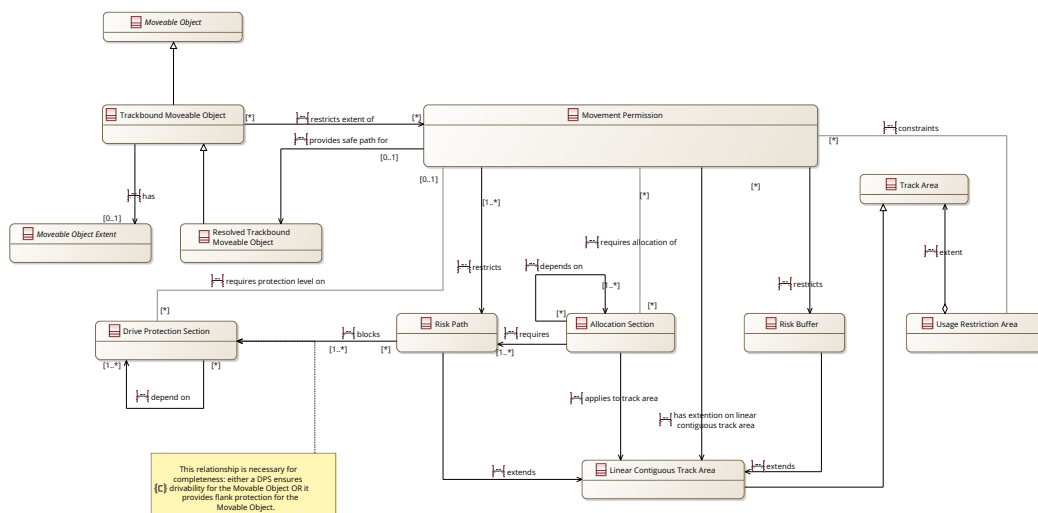 Moveable Object
Trackbound Moveable Object
[*]
restricts extent of
[*]
Movement Permission
constraints
[*]
provides safe path for
[0..1]
[0..1]
Track Area
[*]
[*]
has
[1..*]
[0..1]
Moveable Object Extent
Resolved Trackbound
Moveable Object
requires allocation of
extent
restricts
depends on
requires protection level on
[1..*]
restricts
[*]
[*]
[*]
Drive Protection Section
Risk Path
Allocation Section
Risk Buffer
Usage Restriction Area
blocks
requires
[1..*]
[*]
[1..*]
[1..*]
[*]
depend on
applies to track area
has extention on linear
contiguous track area
This relationship is necessary for
completeness: either a DPS ensures
{C} drivability for the Movable Object OR it
provides flank protection for the
Movable Object.
extends
Linear Contiguous Track Area
extends